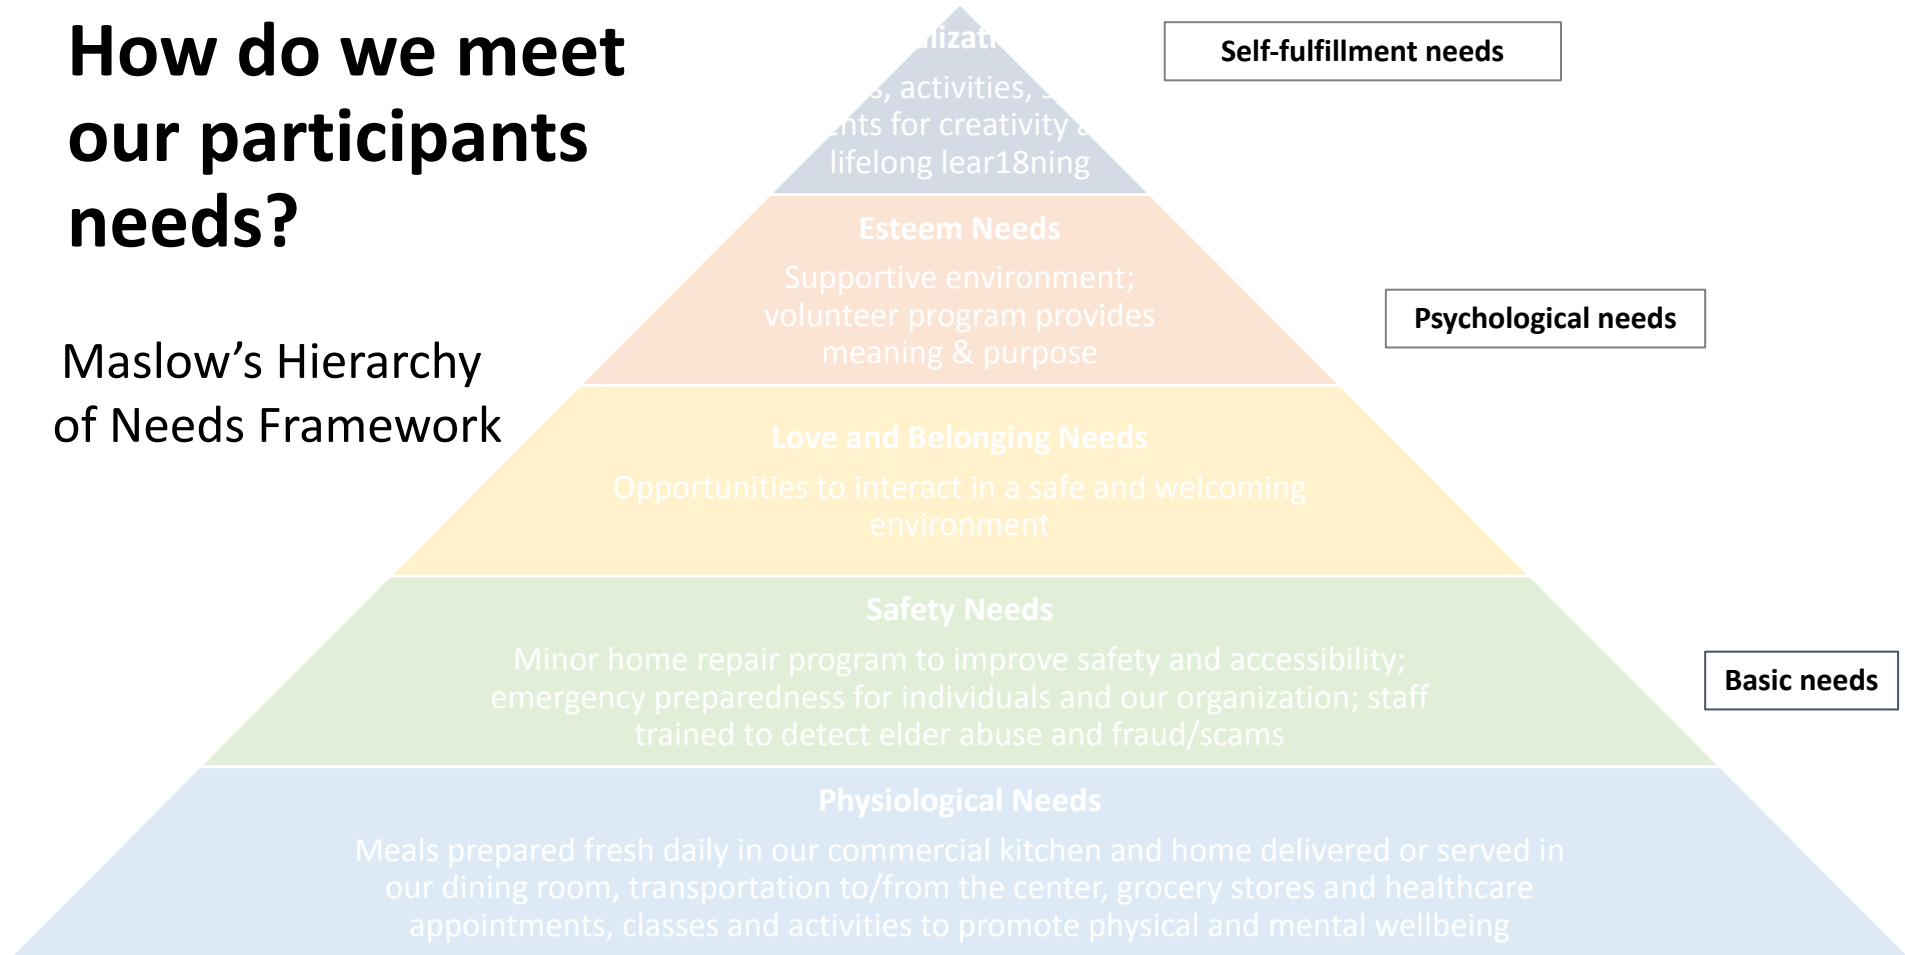 How do we meet
our participants
needs?
Maslow’s Hierarchy
of Needs Framework
Self-fulfillment needs
activities,
for creativity
lifelong lear18ning
Esteem Needs
Supportive environment;
volunteer program provides
meaning & purpose
Psychological needs
Love and Belonging Needs
Opportunities to interact in a safe and welcoming
environment
Safety Needs
Minor home repair program to improve safety and accessibility;
emergency preparedness for individuals and our organization; staff
trained to detect elder abuse and fraud/scams
Basic needs
Physiological Needs
Meals prepared fresh daily in our commercial kitchen and home delivered or served in
our dining room, transportation to/from the center, grocery stores and healthcare
appointments, classes and activities to promote physical and mental wellbeing